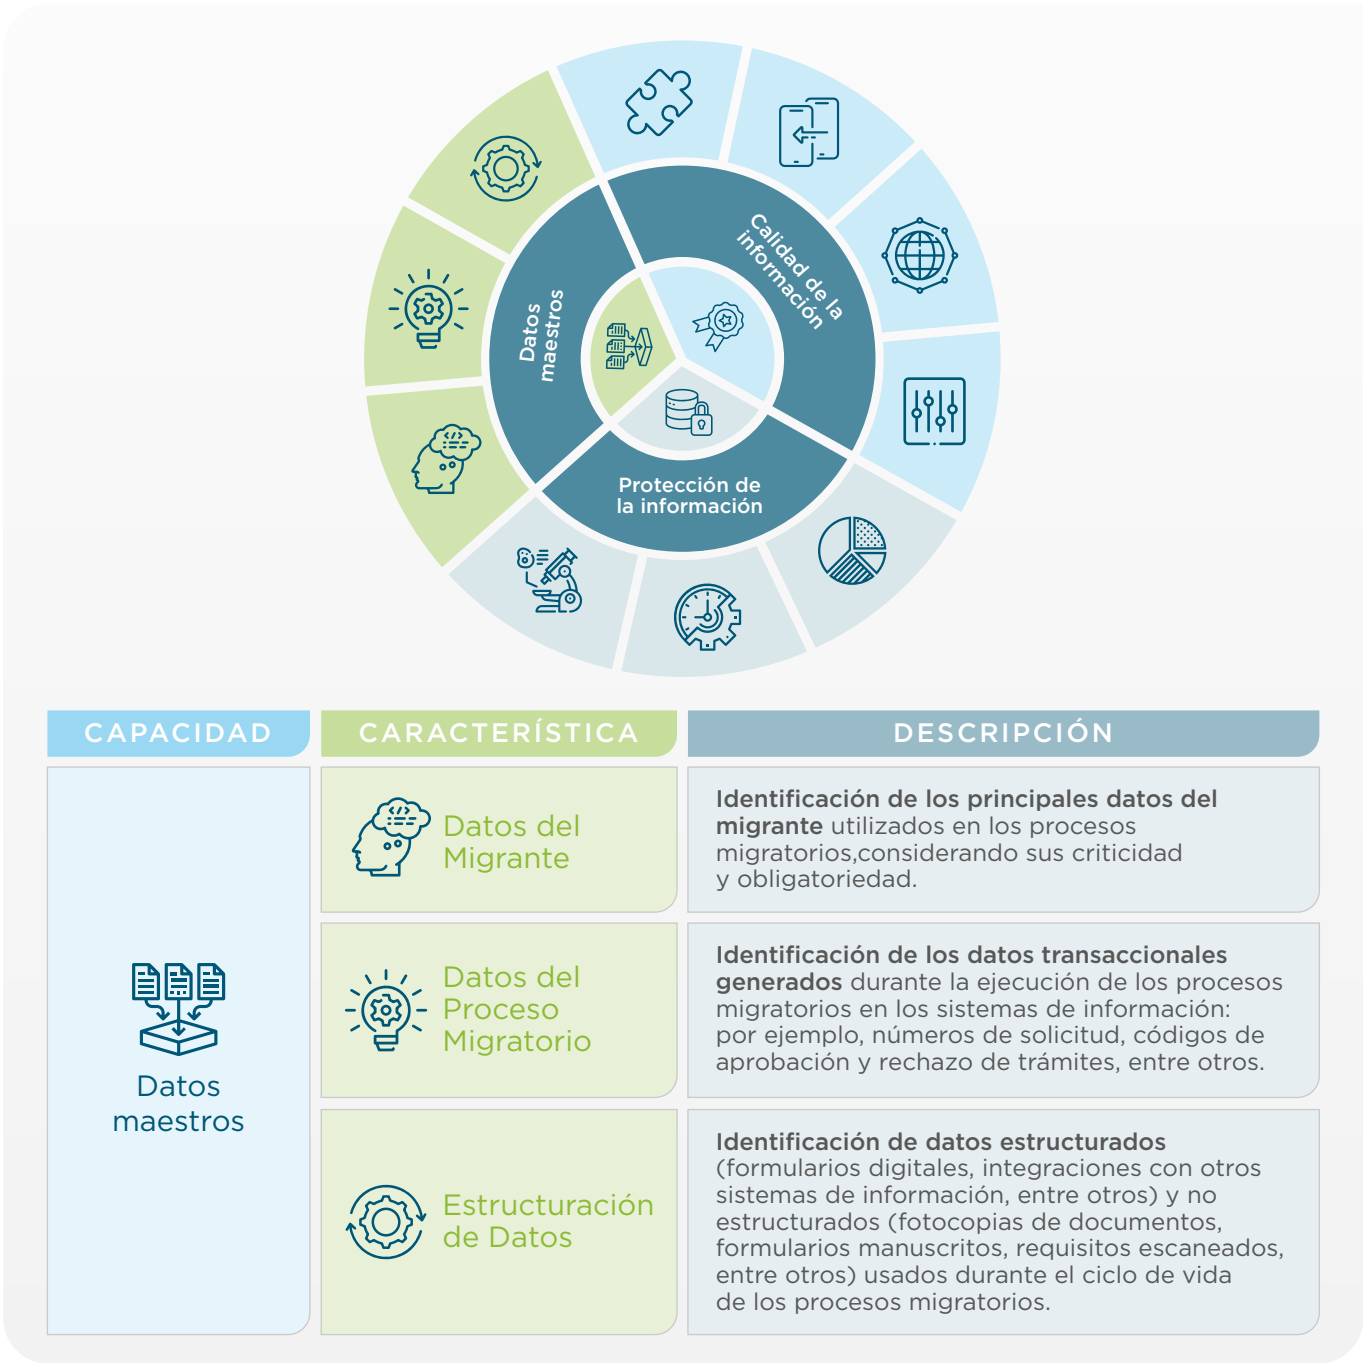 Calidad de la
información
Datos
maestros
Protección de
la información
CAPACIDAD
CARACTERÍSTICA
DESCRIPCIÓN
Datos
maestros
Datos del
Migrante
Identificación de los principales datos del
migrante utilizados en los procesos
migratorios,considerando sus criticidad
y obligatoriedad.
Datos del
Proceso
Migratorio
Identificación de los datos transaccionales
generados durante la ejecución de los procesos
migratorios en los sistemas de información:
por ejemplo, números de solicitud, códigos de
aprobación y rechazo de trámites, entre otros.
Estructuración
de Datos
Identificación de datos estructurados
(formularios digitales, integraciones con otros
sistemas de información, entre otros) y no
estructurados (fotocopias de documentos,
formularios manuscritos, requisitos escaneados,
entre otros) usados durante el ciclo de vida
de los procesos migratorios.